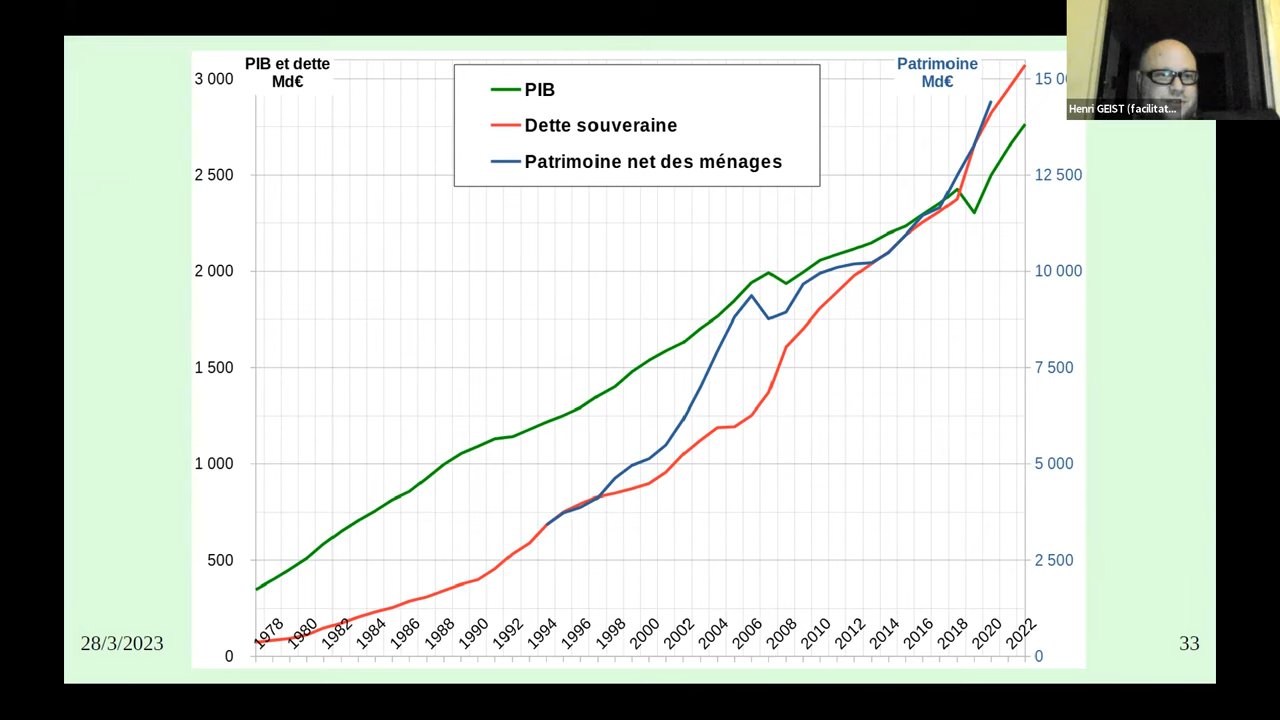 PIB et dette
Md€
Patrimoine
Md€
PIB
Dette souveraine
Patrimoine net des ménages
3 000
2 500
2 000
1 500
1 000
500
0
15 0
12 500
10 000
7 500
5 000
2 500
0
1978 1980 1982 1984 1986 1988 1990 1992 1994 1996 1998 2000 2002 2004 2006 2008 2010 2012 2014 2016 2018 2020 2022
28/3/2023
33
Henri GEIST (facilitat...